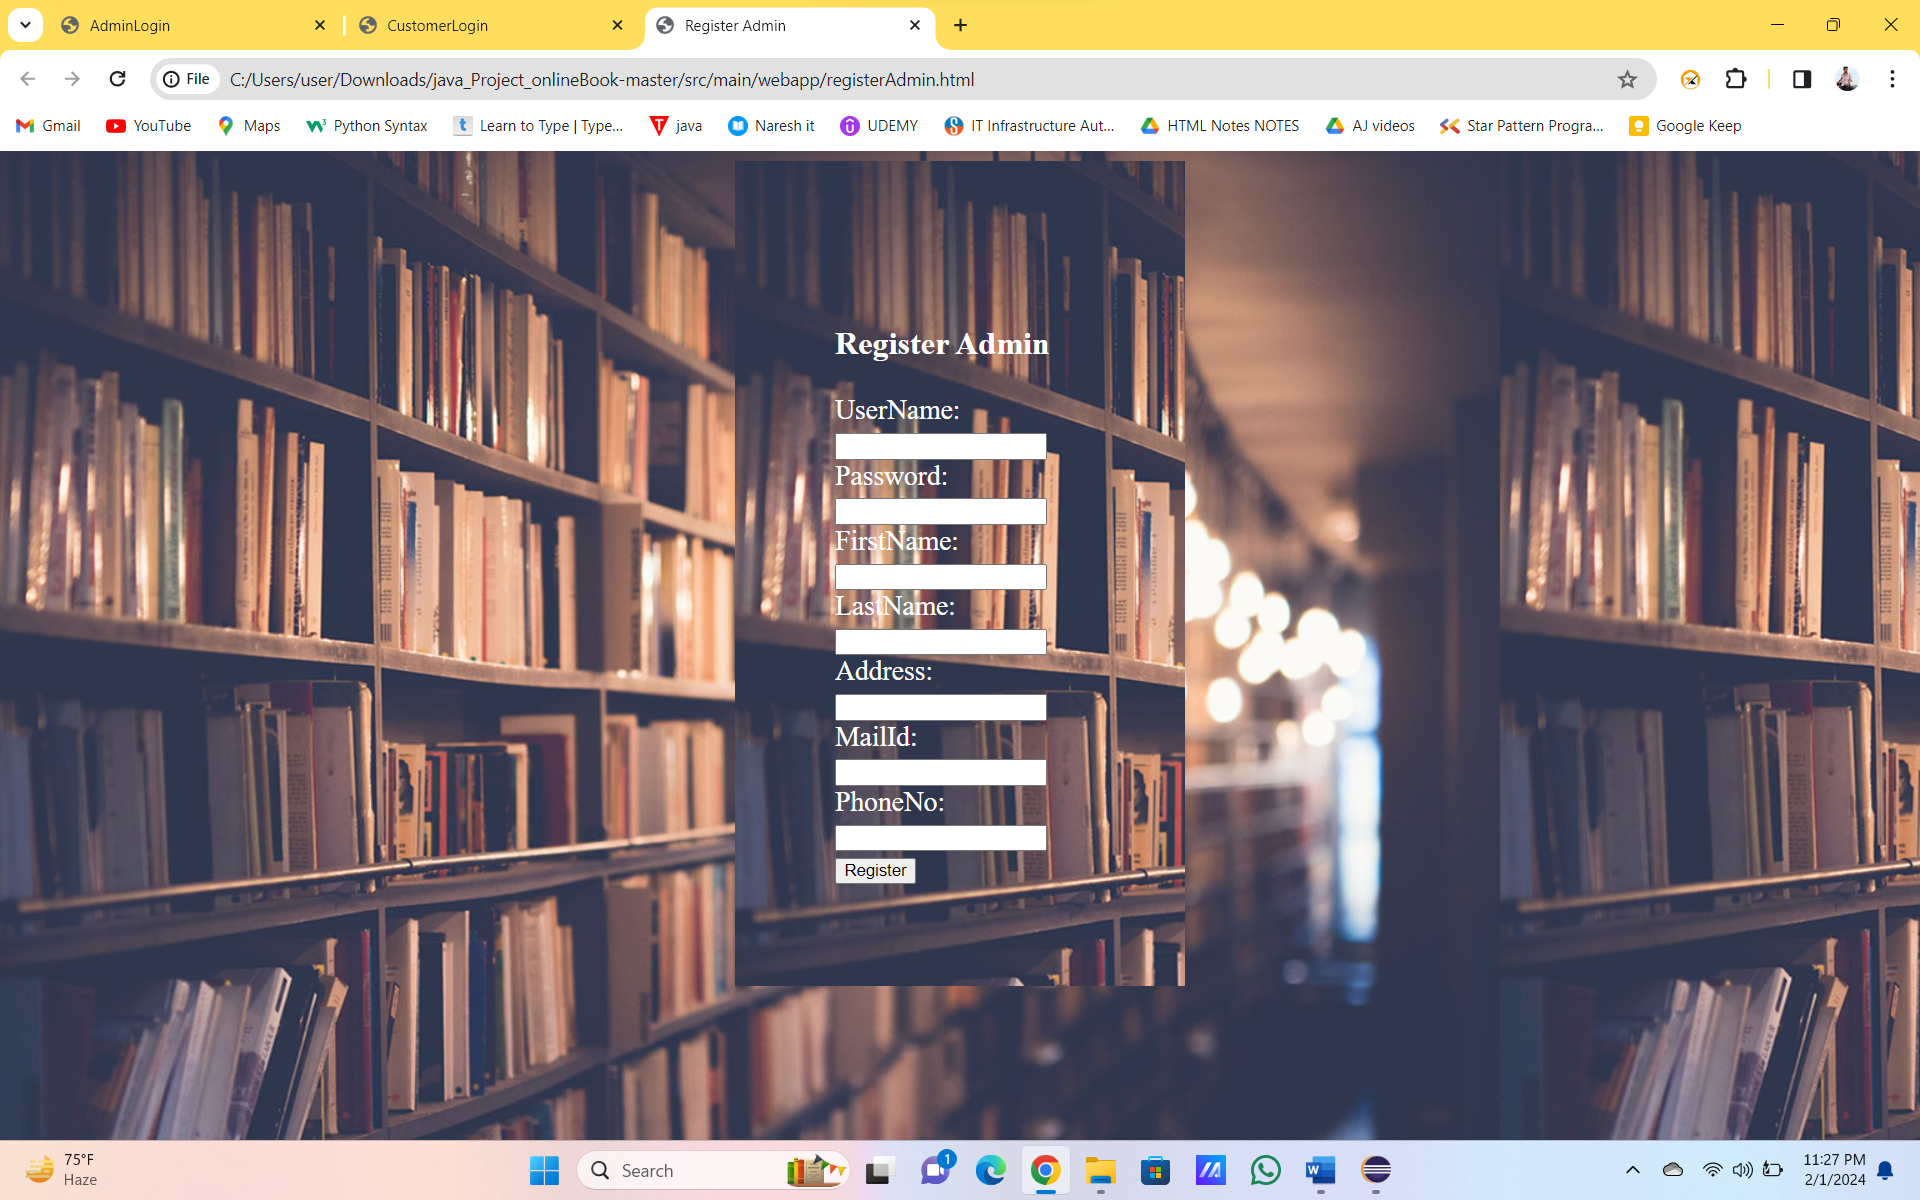 AdminLogin
CustomerLogin
Register Admin
File
C:/Users/user/Downloads/java_Project_onlineBook-master/src/main/webapp/registerAdmin.html
Gmail
YouTube
Maps
Python Syntax
Learn to Type | Type...
java
Naresh it
UDEMY
IT Infrastructure Aut...
HTML Notes NOTES
AJ videos
Star Pattern Progra...
Google Keep
Register Admin
UserName:
Password:
FirstName:
LastName:
Address:
MailId:
PhoneNo:
Register
75°F
Haze
Search
1
11:27 PM
2/1/2024